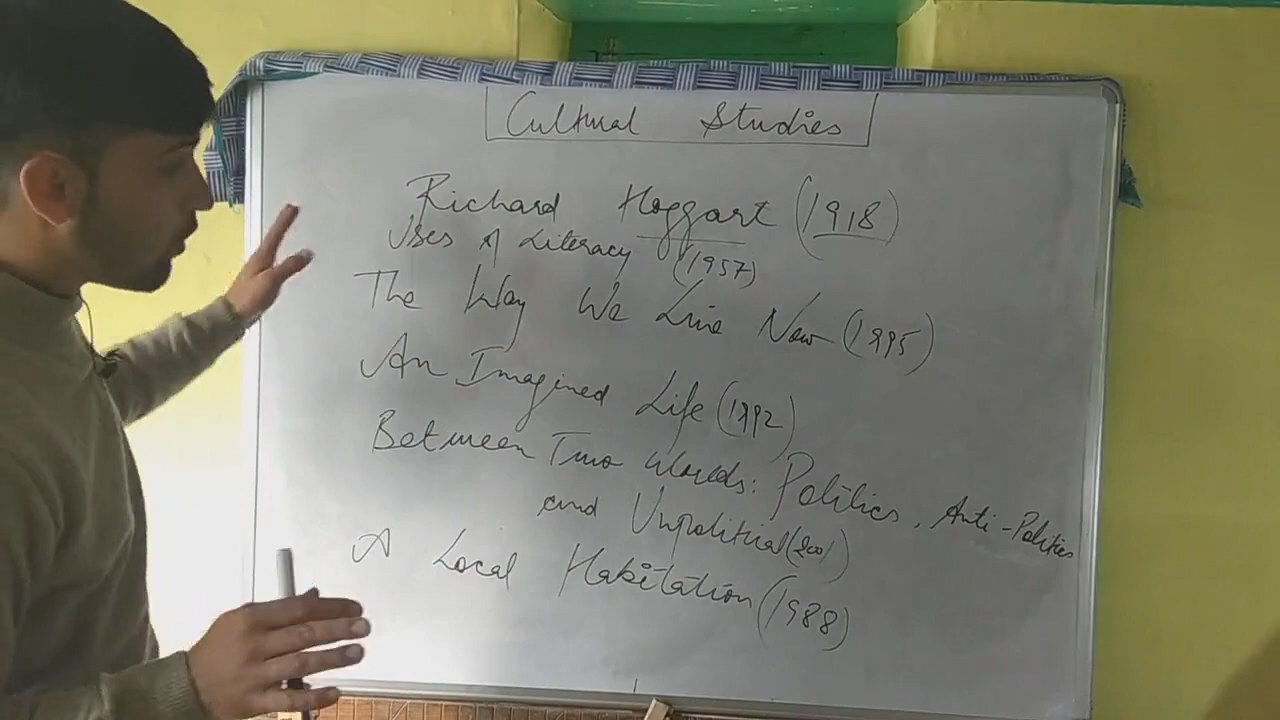 Cultural Studies
Richard Hoggart (1918)
Uses of Literacy (1957)
The Way We Live Now (1995)
An Imagined Life (1992)
Between Two Worlds: Politics, Anti-Politics
and Unpolitical (2001)
A Local Habitation (1988)